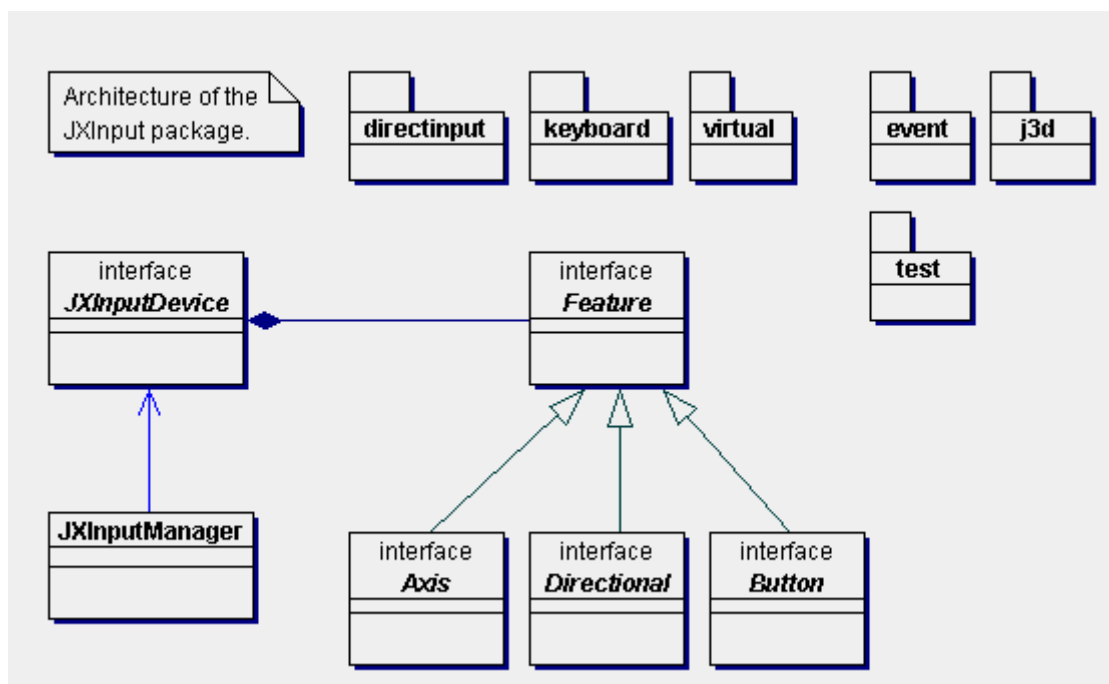 Architecture of the
JXInput package.
directinput
keyboard
virtual
event
j3d
test
interface
JXInputDevice
interface
Feature
JXInputManager
interface
Axis
interface
Directional
interface
Button